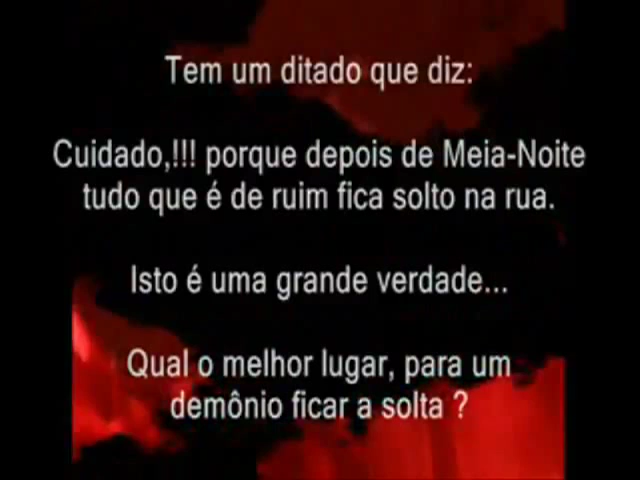 Tem um ditado que diz:
Cuidado,!!! porque depois de Meia-Noite
tudo que é de ruim fica solto na rua.
Isto é uma grande verdade...
Qual o melhor lugar, para um
demônio ficar a solta ?